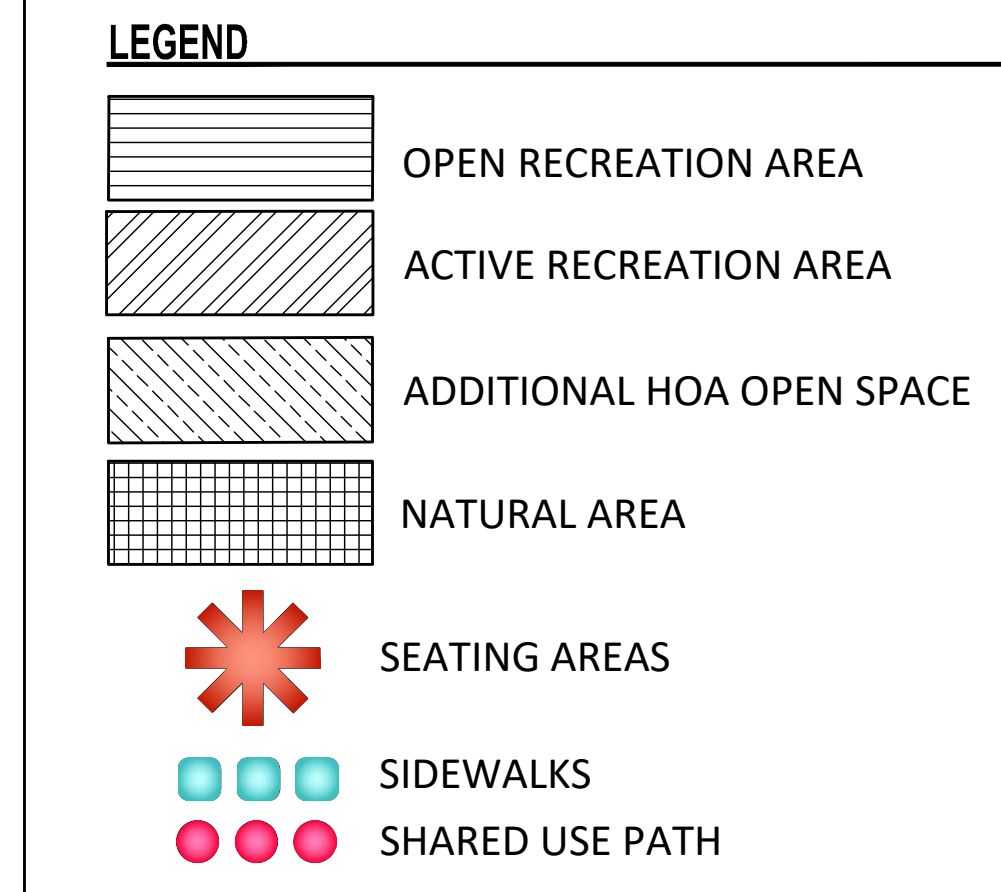 LEGEND
OPEN RECREATION AREA
ACTIVE RECREATION AREA
ADDITIONAL HOA OPEN SPACE
NATURAL AREA
SEATING AREAS
SIDEWALKS
SHARED USE PATH